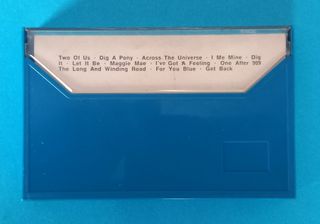 Two Of Us · Dig A Pony · Across The Universe · I Me Mine · Dig
It · Let It Be · Maggie Mae · I've Got A Feeling · One After 909
The Long And Winding Road · For You Blue · Get Back